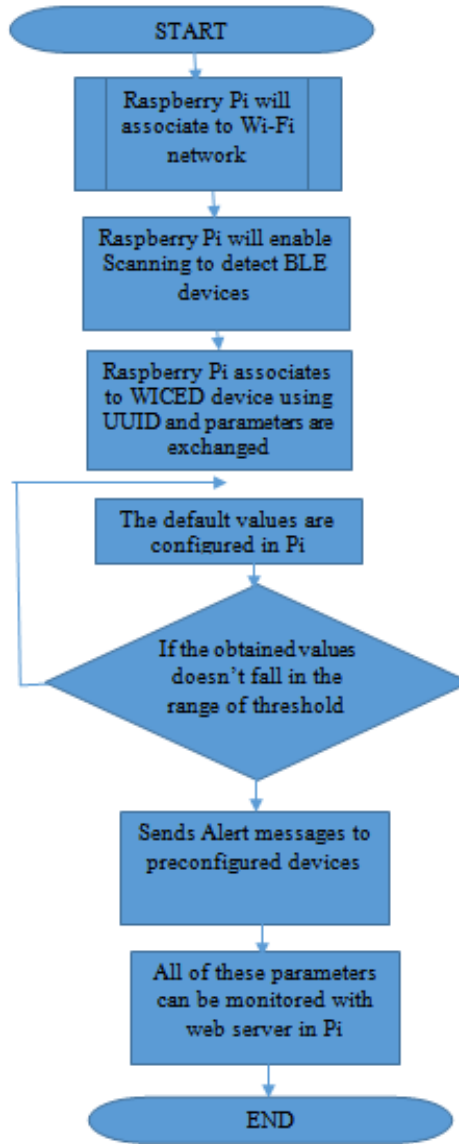 START
Raspberry Pi will
associate to Wi-Fi
network
Raspberry Pi will enable
Scanning to detect BLE
devices
Raspberry Pi associates
to WICED device using
UUID and parameters are
exchanged
The default values are
configured in Pi
If the obtained values
doesn't fall in the
range of threshold
Sends Alert messages to
preconfigured devices
All of these parameters
can be monitored with
web server in Pi
END